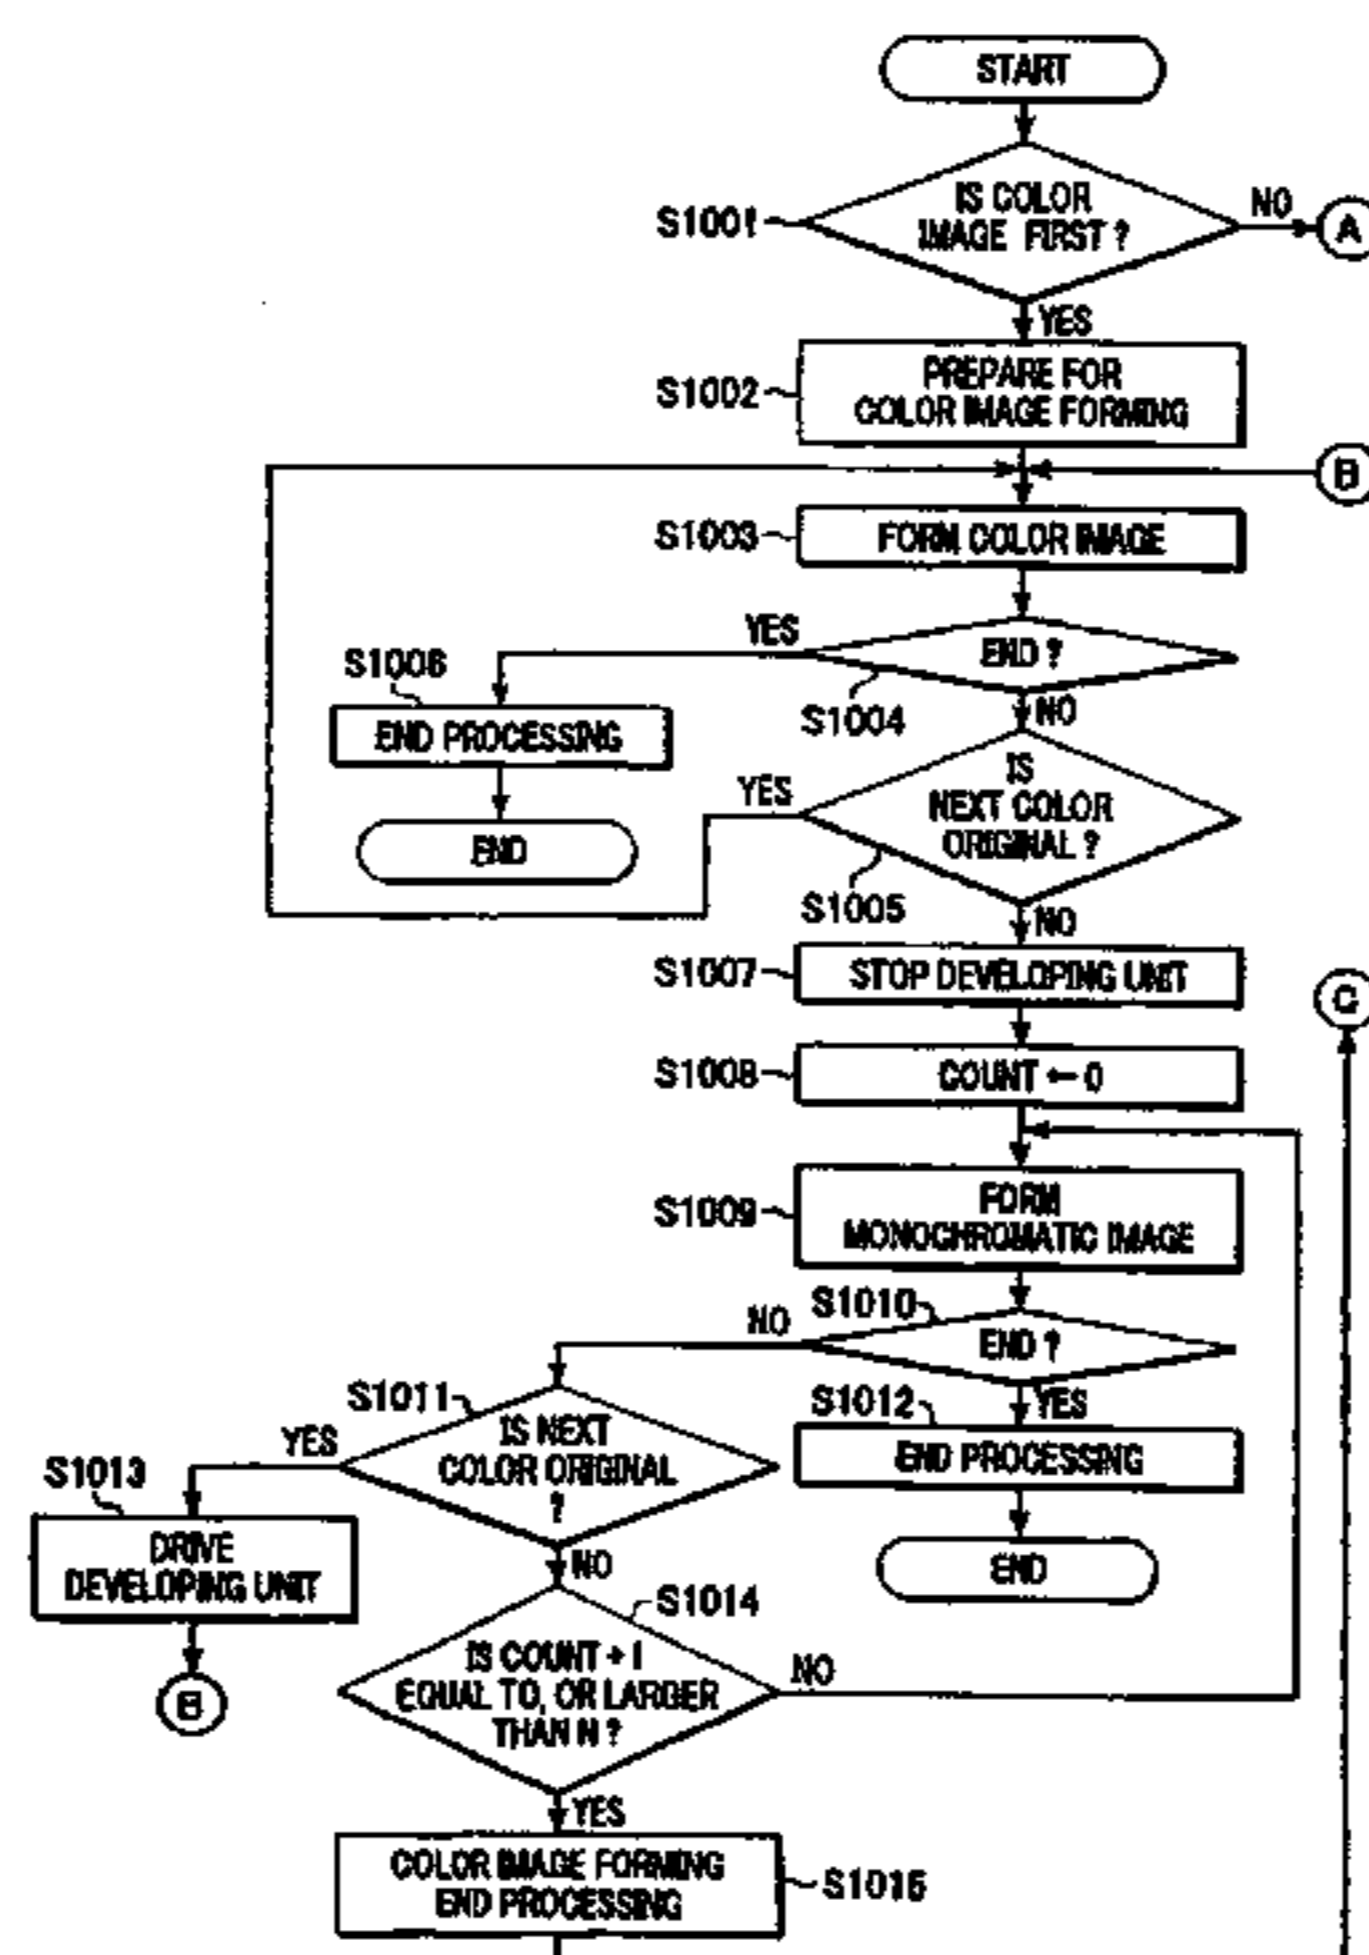 START
IS COLOR
IMAGE FIRST ?
S1001
NO
A
YES
PREPARE FOR
COLOR IMAGE FORMING
S1002
B
S1003
FORM COLOR IMAGE
YES
END ?
S1006
S1004
NO
END PROCESSING
IS
NEXT COLOR
ORIGINAL ?
YES
END
S1005
NO
S1007
STOP DEVELOPING UNIT
C
S1008
COUNT ← 0
S1009
FORM
MONOCHROMATIC IMAGE
S1010
NO
END ?
S1011
S1012
YES
YES
IS NEXT
COLOR ORIGINAL
?
END PROCESSING
S1013
DRIVE
DEVELOPING UNIT
NO
END
S1014
B
IS COUNT + 1
EQUAL TO, OR LARGER
THAN N ?
NO
YES
COLOR IMAGE FORMING
END PROCESSING
S1015